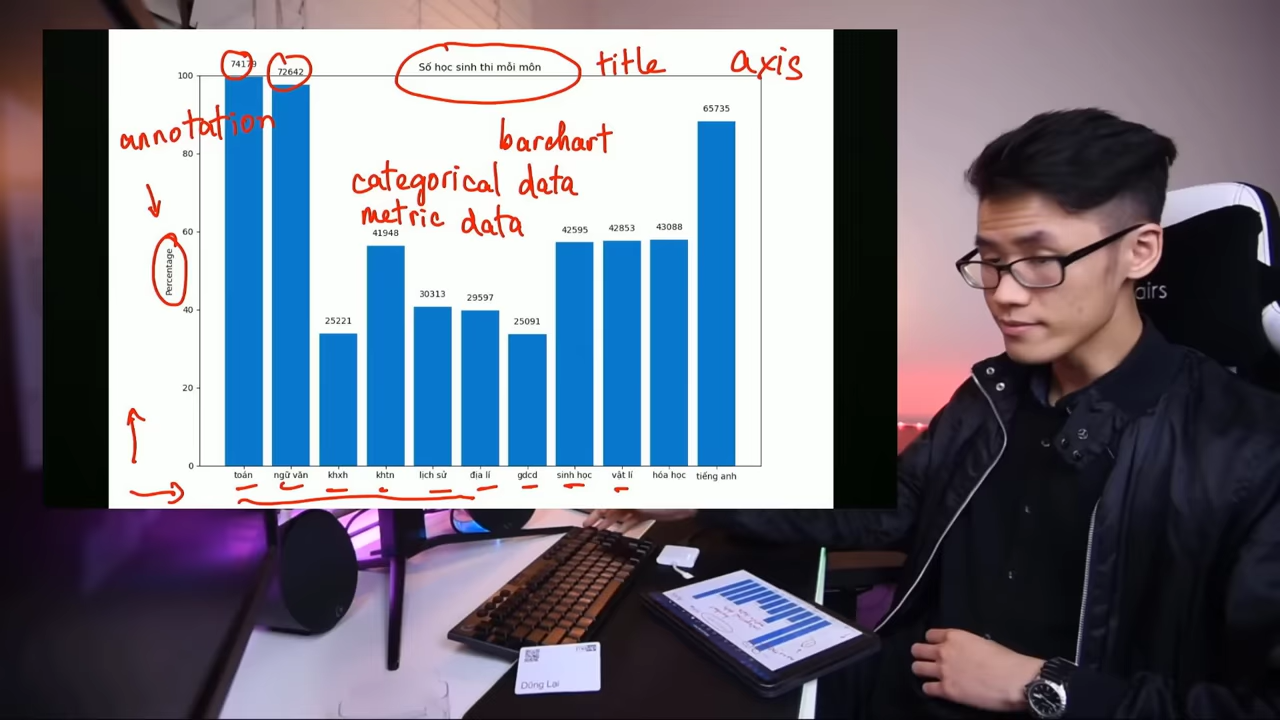 74179
72642
Số học sinh thi mỗi môn
title
axis
100
65735
annotation
barchart
80
categorical data
metric data
60
41948
42595
42853
43088
Percentage
30313
29597
40
25221
25091
20
0
toán ngữ văn khxh khtn lịch sử địa lí gdcd sinh học vật lí hóa học tiếng anh
airs
Dũng Lai